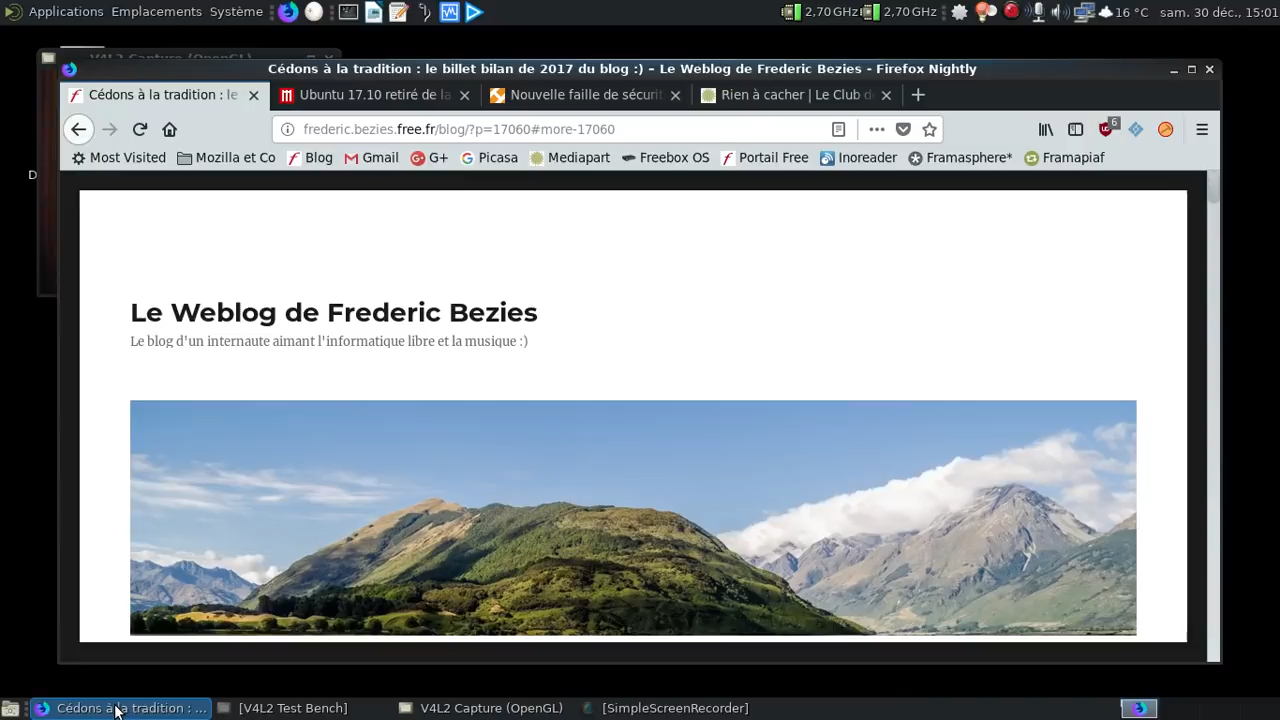 Applications Emplacements Système 2,70 GHz 2,70 GHz 16 °C sam. 30 déc., 15:01
V4L2 Capture (OpenGL)
Cédons à la tradition : le billet bilan de 2017 du blog :) – Le Weblog de Frederic Bezies - Firefox Nightly
Cédons à la tradition : le Ubuntu 17.10 retiré de la Nouvelle faille de sécurit Rien à cacher | Le Club de
frederic.bezies.free.fr/blog/?p=17060#more-17060 6
Most Visited Mozilla et Co Blog Gmail G+ Picasa Mediapart Freebox OS Portail Free Inoreader Framasphere* Framapiaf
D
Le Weblog de Frederic Bezies
Le blog d'un internaute aimant l'informatique libre et la musique :)
Cédons à la tradition : ... [V4L2 Test Bench] V4L2 Capture (OpenGL) [SimpleScreenRecorder]